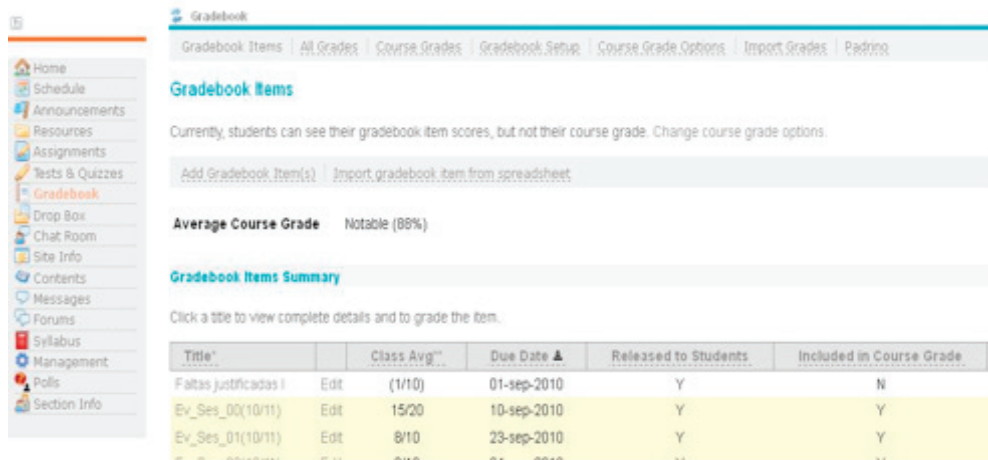 Gradebook
Gradebook Items All Grades Course Grades Gradebook Setup Course Grade Options Import Grades Padrino
Home
Schedule
Announcements
Resources
Assignments
Tests & Quizzes
Gradebook
Drop Box
Chat Room
Site Info
Contents
Messages
Forums
Syllabus
Management
Polls
Section Info
Gradebook Items
Currently, students can see their gradebook item scores, but not their course grade. Change course grade options.
Add Gradebook Item(s) Import gradebook item from spreadsheet
Average Course Grade Notable (88%)
Gradebook Items Summary
Click a title to view complete details and to grade the item.
Title* Class Avg** Due Date Released to Students Included in Course Grade
Faltas justificadas I Edit (1/10) 01-sep-2010 Y N
Ev_Ses_00(10/11) Edit 15/20 10-sep-2010 Y Y
Ev_Ses_01(10/11) Edit 8/10 23-sep-2010 Y Y